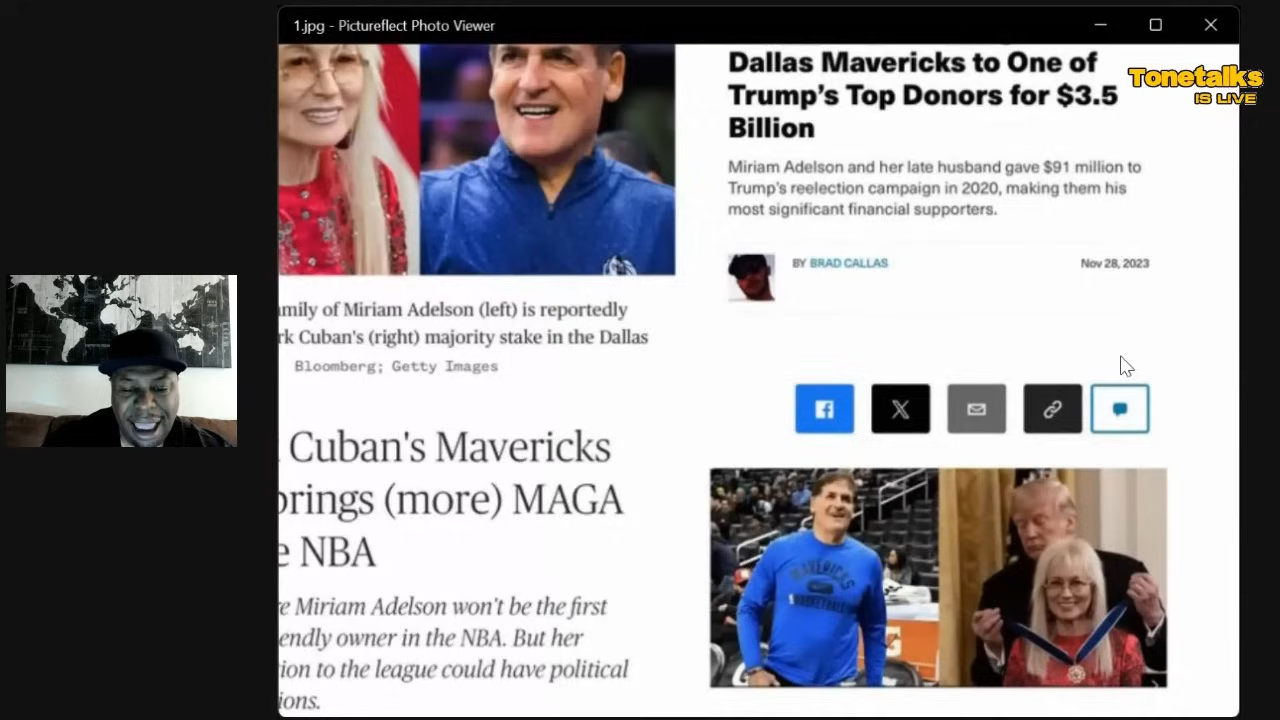 1.jpg - Pictureflect Photo Viewer
Tonetalks
IS LIVE
amily of Miriam Adelson (left) is reportedly
rk Cuban's (right) majority stake in the Dallas
Bloomberg; Getty Images
Cuban's Mavericks
brings (more) MAGA
e NBA
re Miriam Adelson won't be the first
endly owner in the NBA. But her
ion to the league could have political
ions.
Dallas Mavericks to One of
Trump's Top Donors for $3.5
Billion
Miriam Adelson and her late husband gave $91 million to
Trump's reelection campaign in 2020, making them his
most significant financial supporters.
BY BRAD CALLAS
Nov 28, 2023
MAVERICKS
BASKETBALL